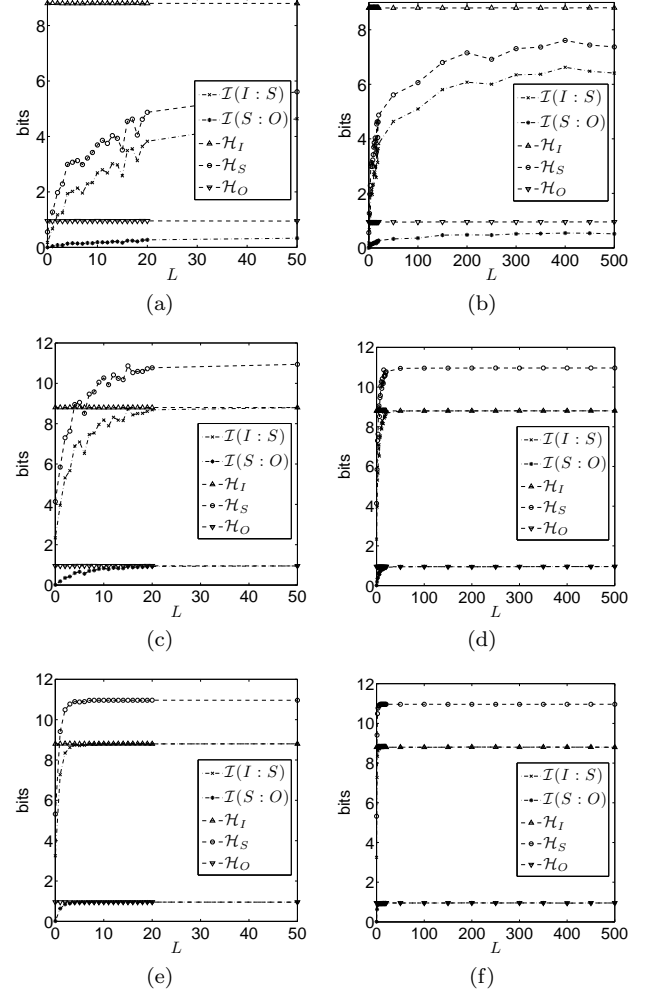 8
6
4
2
0
bits
0 10 20 30 40 50
L
I(I : S)
I(S : O)
H_I
H_S
H_O
(a)
8
6
4
2
0
bits
0 100 200 300 400 500
L
I(I : S)
I(S : O)
H_I
H_S
H_O
(b)
12
10
8
6
4
2
0
bits
0 10 20 30 40 50
L
I(I : S)
I(S : O)
H_I
H_S
H_O
(c)
12
10
8
6
4
2
0
bits
0 100 200 300 400 500
L
I(I : S)
I(S : O)
H_I
H_S
H_O
(d)
12
10
8
6
4
2
0
bits
0 10 20 30 40 50
L
I(I : S)
I(S : O)
H_I
H_S
H_O
(e)
12
10
8
6
4
2
0
bits
0 100 200 300 400 500
L
I(I : S)
I(S : O)
H_I
H_S
H_O
(f)